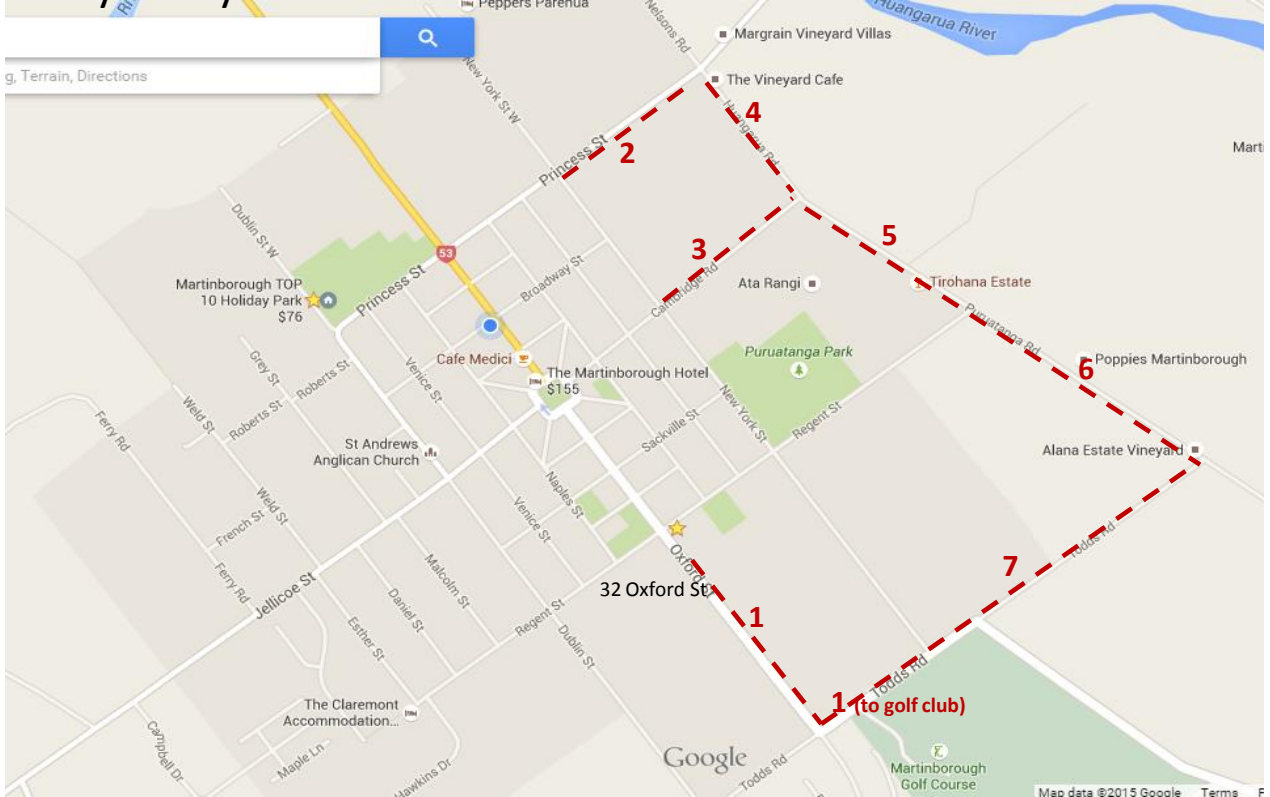 Peppers Parehua
Nelsons Rd
Huangarua River
Margrain Vineyard Villas
g, Terrain, Directions
New York St W
The Vineyard Cafe
4
Huangarua Rd
2
Princess St
Marti
Dublin St W
53
3
5
Martinborough TOP
10 Holiday Park
$76
Princess St
Broadway St
Cambridge Rd
Ata Rangi
Tirohana Estate
Puruatanga Rd
Cafe Medici
The Martinborough Hotel
$155
Puruatanga Park
6
Poppies Martinborough
Grey St
Roberts St
Roberts St
Venice St
New York St
Regent St
Ferry Rd
Weld St
St Andrews
Anglican Church
Sackville St
Alana Estate Vineyard
Naples St
Weld St
French St
Venice St
Oxford St
Todds Rd
7
Ferry Rd
Jellicoe St
Malcolm St
Daniel St
Regent St
32 Oxford St
1
Esther St
Dublin St
Todds Rd
1 (to golf club)
The Claremont
Accommodation...
Campbell Dr
Maple Ln
Hawkins Dr
Google
Todds Rd
Martinborough
Golf Course
Map data ©2015 Google Terms